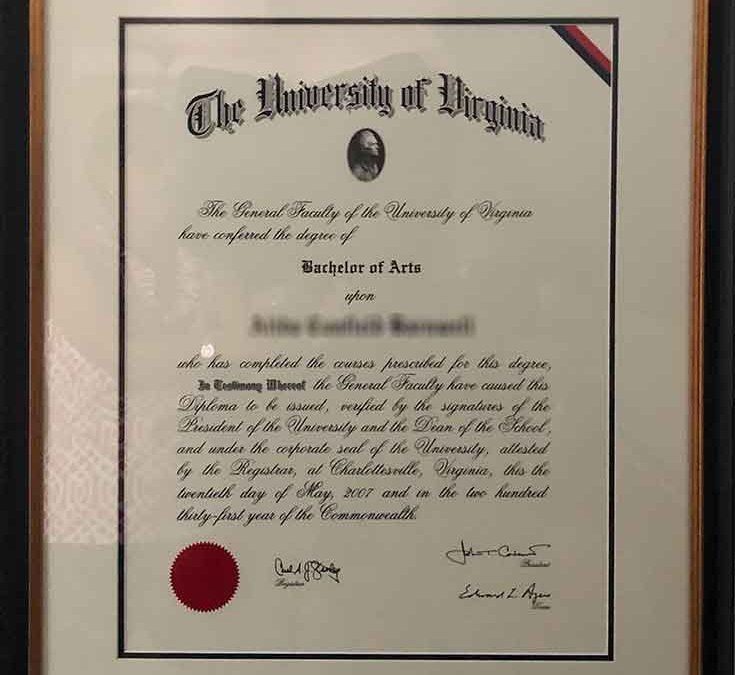 The University of Virginia
The General Faculty of the University of Virginia
have conferred the degree of
Bachelor of Arts
upon
who has completed the courses prescribed for this degree,
In Testimony Whereof the General Faculty have caused this
Diploma to be issued, verified by the signatures of the
President of the University and the Dean of the School,
and under the corporate seal of the University, attested
by the Registrar, at Charlottesville, Virginia, this the
twentieth day of May, 2007 and in the two hundred
thirty-first year of the Commonwealth.
President
Registrar
Edward L. Ayers
Dean